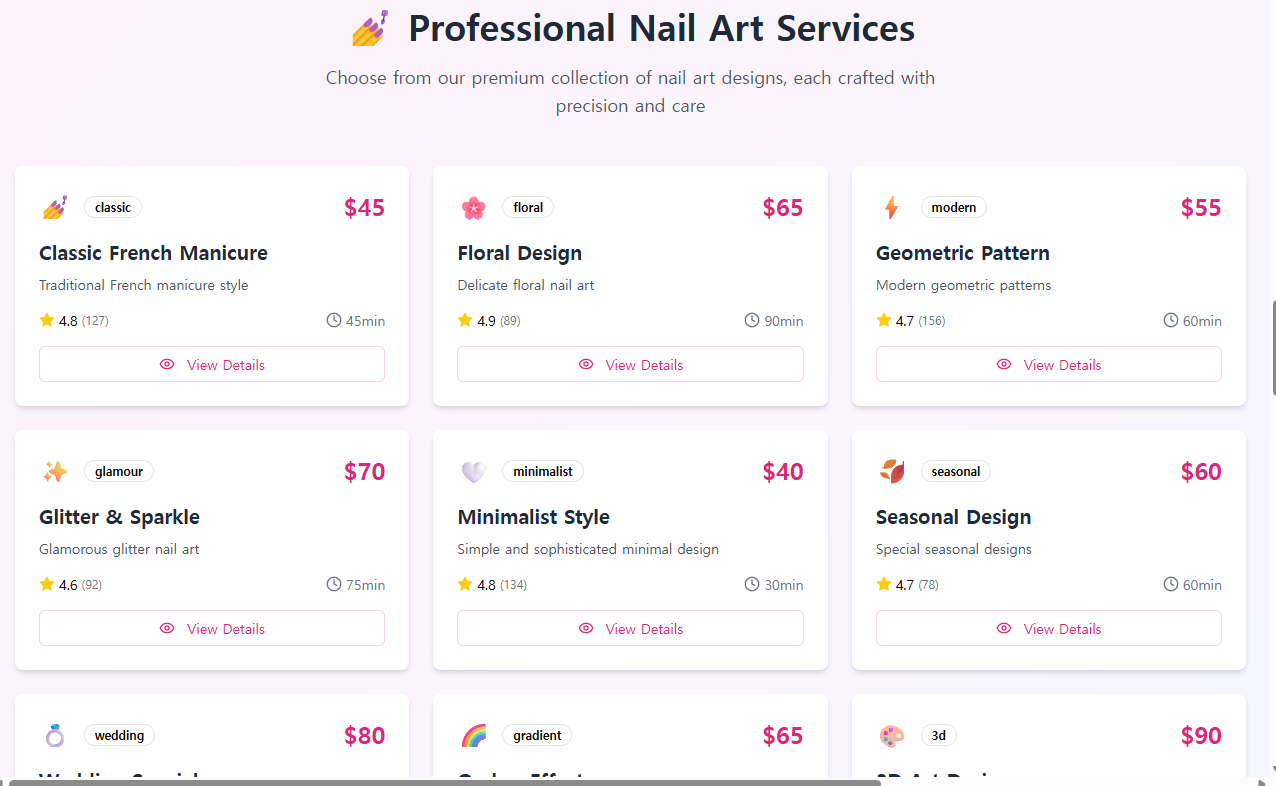 Professional Nail Art Services
Choose from our premium collection of nail art designs, each crafted with
precision and care
classic $45
Classic French Manicure
Traditional French manicure style
4.8 (127) 45min
View Details
floral $65
Floral Design
Delicate floral nail art
4.9 (89) 90min
View Details
modern $55
Geometric Pattern
Modern geometric patterns
4.7 (156) 60min
View Details
glamour $70
Glitter & Sparkle
Glamorous glitter nail art
4.6 (92) 75min
View Details
minimalist $40
Minimalist Style
Simple and sophisticated minimal design
4.8 (134) 30min
View Details
seasonal $60
Seasonal Design
Special seasonal designs
4.7 (78) 60min
View Details
wedding $80
gradient $65
3d $90